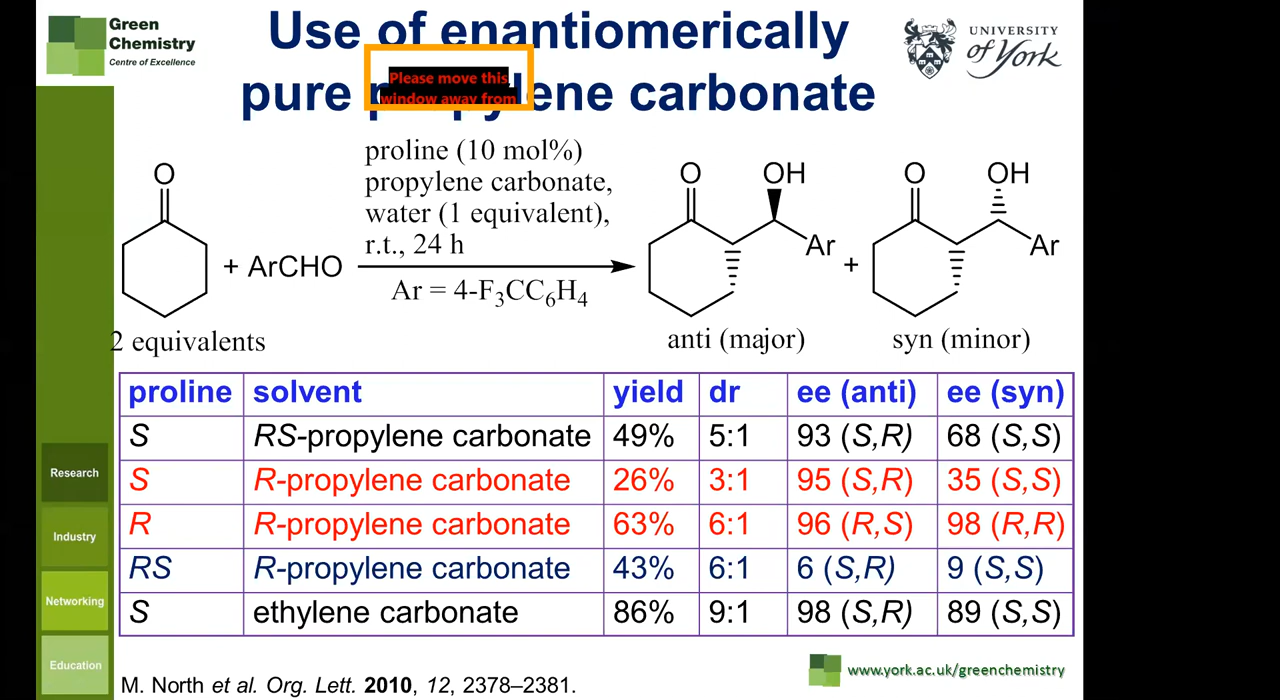 Green
Chemistry
Centre of Excellence
Use of enantiomerically
pure p pylene carbonate
Please move this
window away from
UNIVERSITY
of York
O
+ ArCHO
2 equivalents
proline (10 mol%)
propylene carbonate,
water (1 equivalent),
r.t., 24 h
Ar = 4-F₃CC₆H₄
O OH
Ar
anti (major)
+
O OH
Ar
syn (minor)
proline solvent yield dr ee (anti) ee (syn)
S RS-propylene carbonate 49% 5:1 93 (S,R) 68 (S,S)
S R-propylene carbonate 26% 3:1 95 (S,R) 35 (S,S)
R R-propylene carbonate 63% 6:1 96 (R,S) 98 (R,R)
RS R-propylene carbonate 43% 6:1 6 (S,R) 9 (S,S)
S ethylene carbonate 86% 9:1 98 (S,R) 89 (S,S)
Research
Industry
Networking
Education
M. North et al. Org. Lett. 2010, 12, 2378–2381.
www.york.ac.uk/greenchemistry